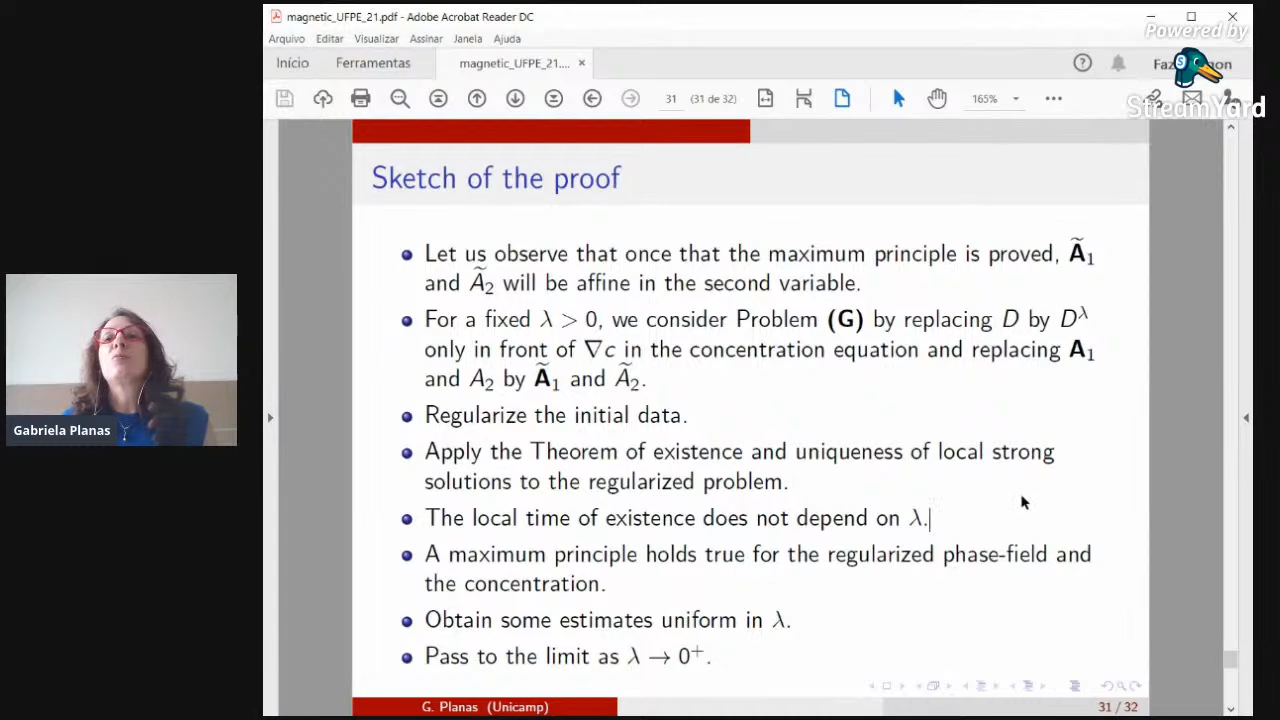 magnetic_UFPE_21.pdf - Adobe Acrobat Reader DC
Powered by
Arquivo Editar Visualizar Assinar Janela Ajuda
Início Ferramentas magnetic_UFPE_21.... ×
StreamYard
31 (31 de 32) 165%
Sketch of the proof
Let us observe that once that the maximum principle is proved, Ã₁
and Ã₂ will be affine in the second variable.
For a fixed λ > 0, we consider Problem (G) by replacing D by D^λ
only in front of ∇c in the concentration equation and replacing A₁
and A₂ by Ã₁ and Ã₂.
Regularize the initial data.
Apply the Theorem of existence and uniqueness of local strong
solutions to the regularized problem.
The local time of existence does not depend on λ.
A maximum principle holds true for the regularized phase-field and
the concentration.
Obtain some estimates uniform in λ.
Pass to the limit as λ → 0⁺.
G. Planas (Unicamp) 31 / 32
Gabriela Planas